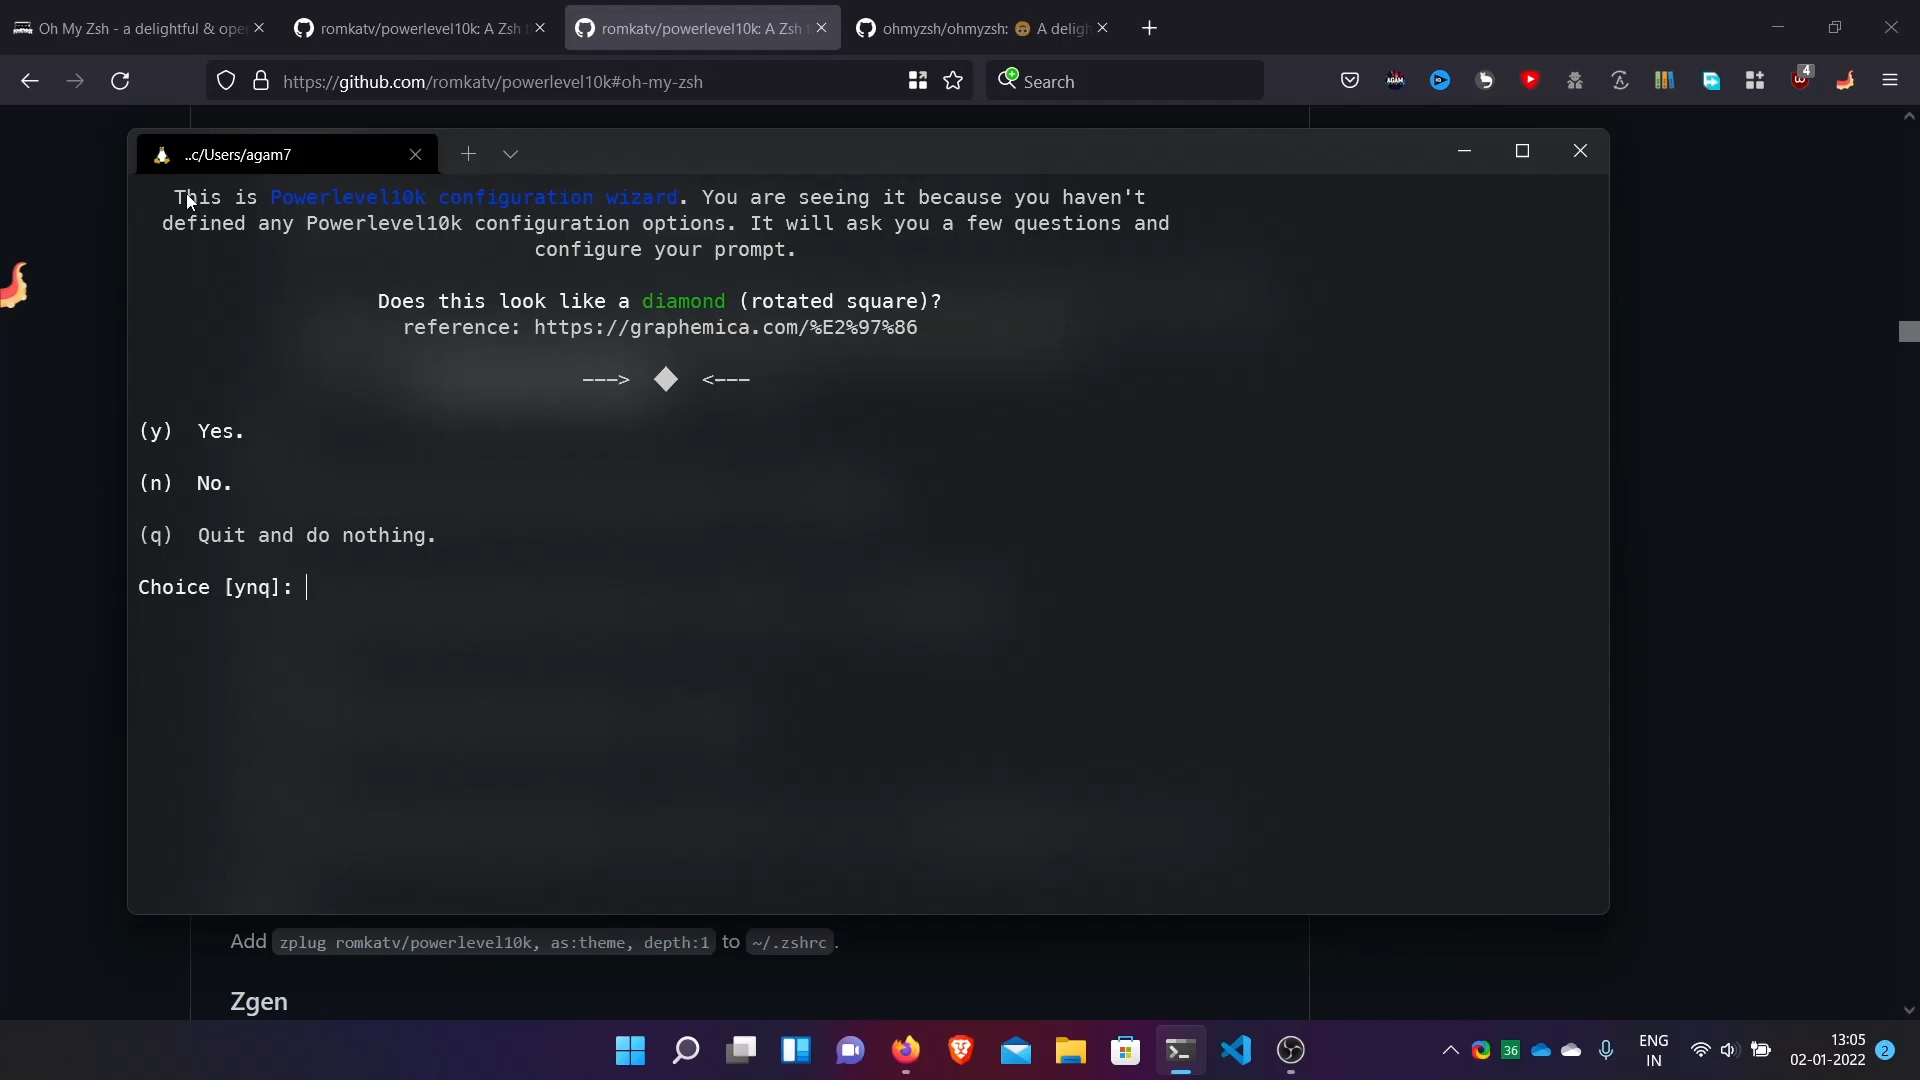 Oh My Zsh - a delightful & ope
romkatv/powerlevel10k: A Zsh t
romkatv/powerlevel10k: A Zsh t
ohmyzsh/ohmyzsh: 🙃 A deligh
https://github.com/romkatv/powerlevel10k#oh-my-zsh
Search
4
..c/Users/agam7
This is Powerlevel10k configuration wizard. You are seeing it because you haven't
defined any Powerlevel10k configuration options. It will ask you a few questions and
configure your prompt.
Does this look like a diamond (rotated square)?
reference: https://graphemica.com/%E2%97%86
---> ◆ <---
(y) Yes.
(n) No.
(q) Quit and do nothing.
Choice [ynq]:
Add zplug romkatv/powerlevel10k, as:theme, depth:1 to ~/.zshrc.
Zgen
36
ENG
IN
13:05
02-01-2022
2